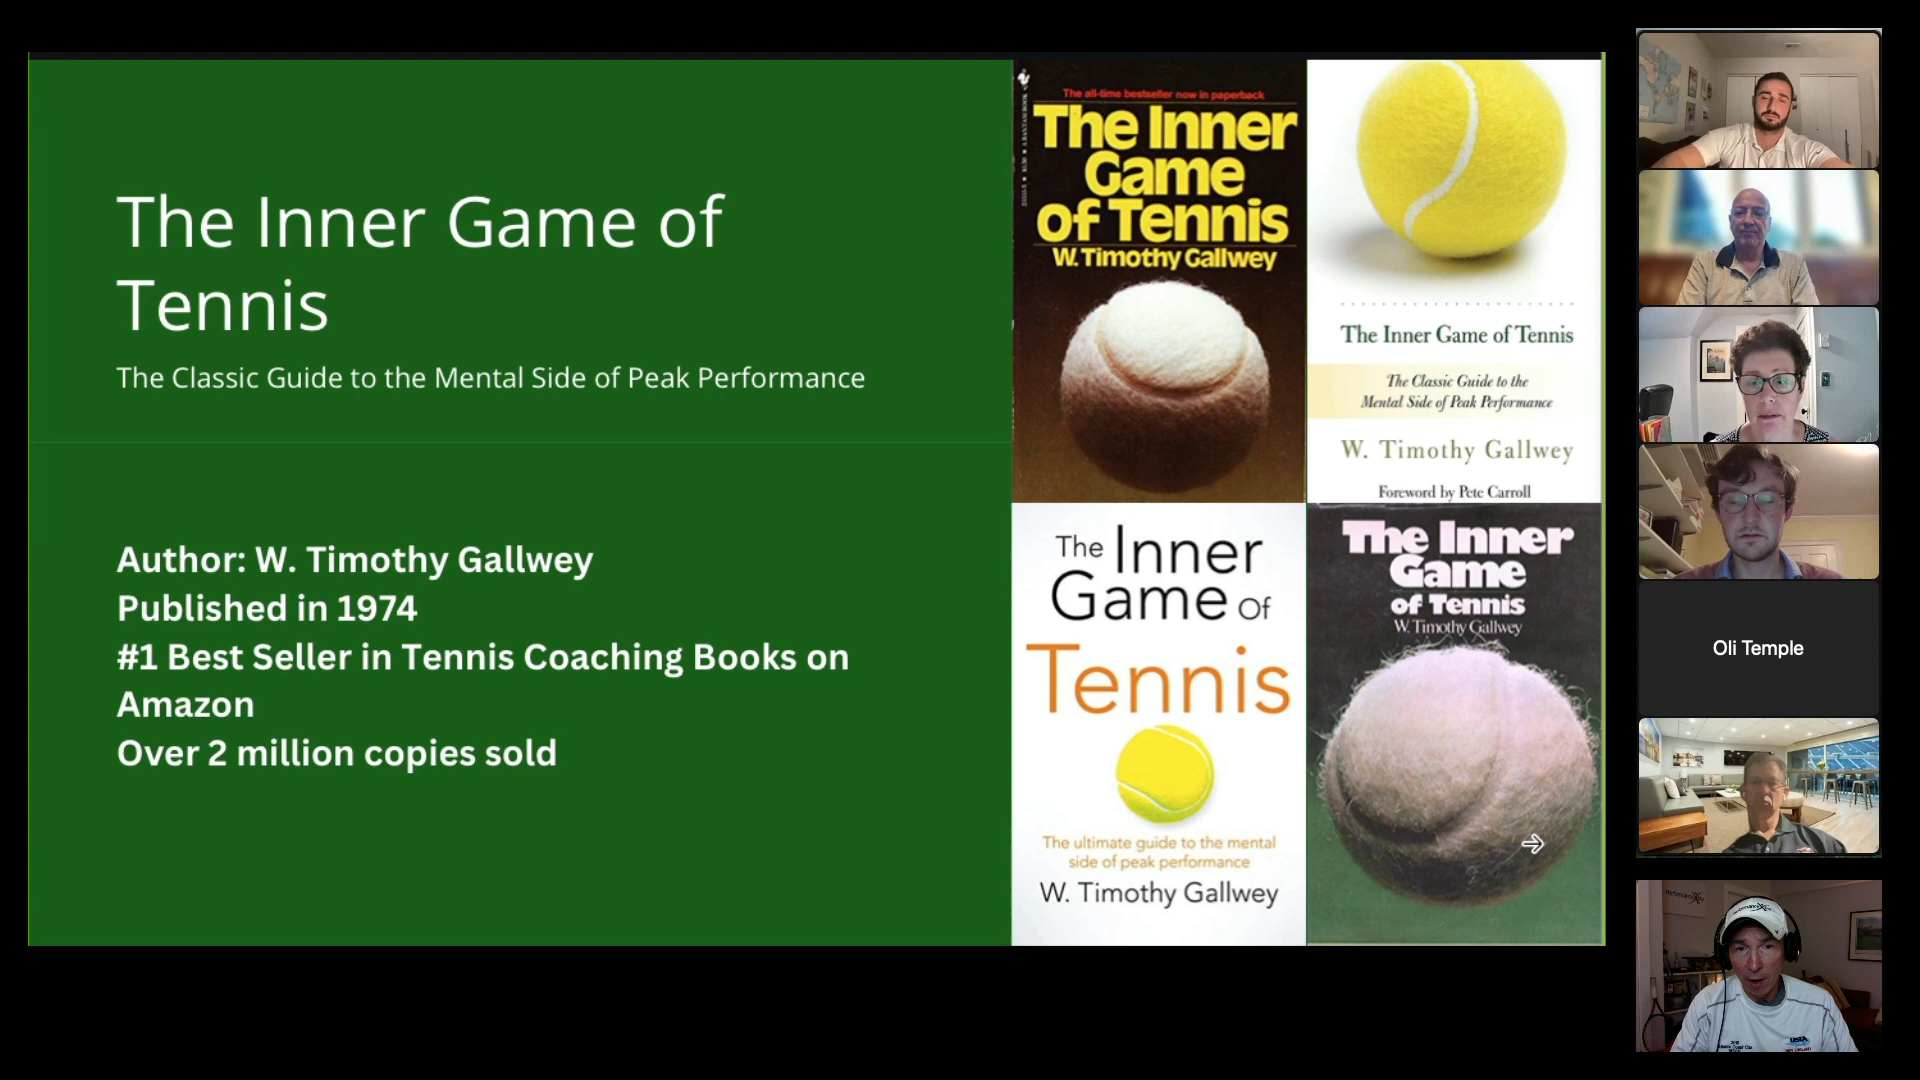 The Inner Game of
Tennis
The Classic Guide to the Mental Side of Peak Performance
Author: W. Timothy Gallwey
Published in 1974
#1 Best Seller in Tennis Coaching Books on
Amazon
Over 2 million copies sold
The all-time bestseller now in paperback
The Inner
Game
of Tennis
W. Timothy Gallwey
The Inner Game of Tennis
The Classic Guide to the
Mental Side of Peak Performance
W. Timothy Gallwey
Foreword by Pete Carroll
The Inner
Game Of
Tennis
The ultimate guide to the mental
side of peak performance
W. Timothy Gallwey
The Inner
Game
of Tennis
W. Timothy Gallwey
Oli Temple
USTA
NEW ENGLAND